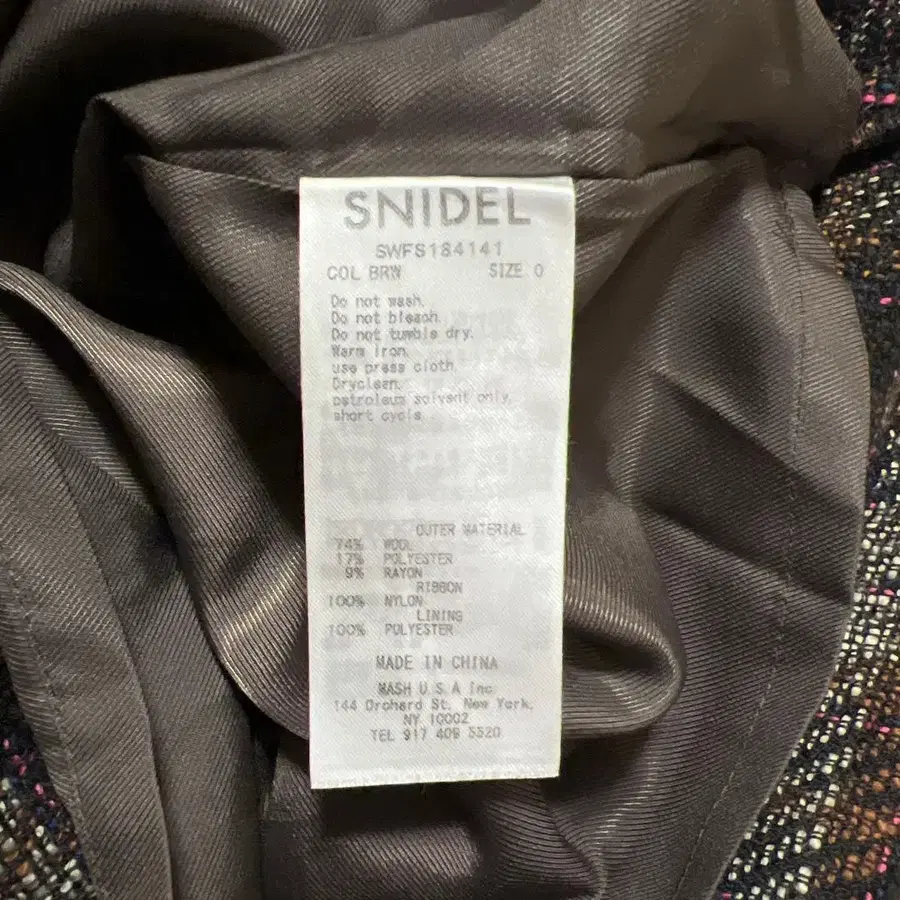 SNIDEL
SWFS184141
COL BRW SIZE 0
Do not wash.
Do not bleach.
Do not tumble dry.
Warm iron.
use press cloth.
Dryclean.
petroleum solvent only,
short cycle
OUTER MATERIAL
74% WOOL
17% POLYESTER
9% RAYON
RIBBON
100% NYLON
LINING
100% POLYESTER
MADE IN CHINA
MASH U.S.A Inc
144 Orchard St. New York,
NY 10002
TEL 917 409 5320